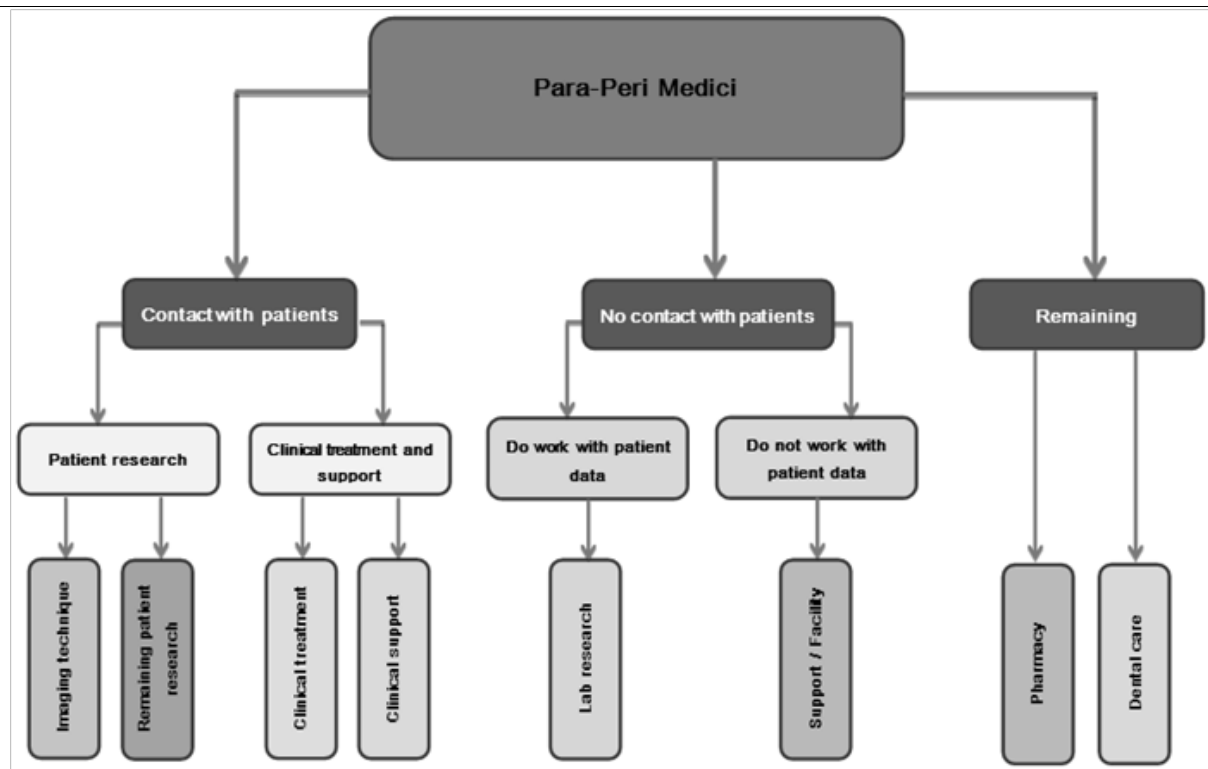 Para-Peri Medici
Contact with patients
No contact with patients
Remaining
Patient research
Clinical treatment and
support
Do work with patient
data
Do not work with
patient data
Imaging technique
Remaining patient
research
Clinical treatment
Clinical support
Lab research
Support / Facility
Pharmacy
Dental care